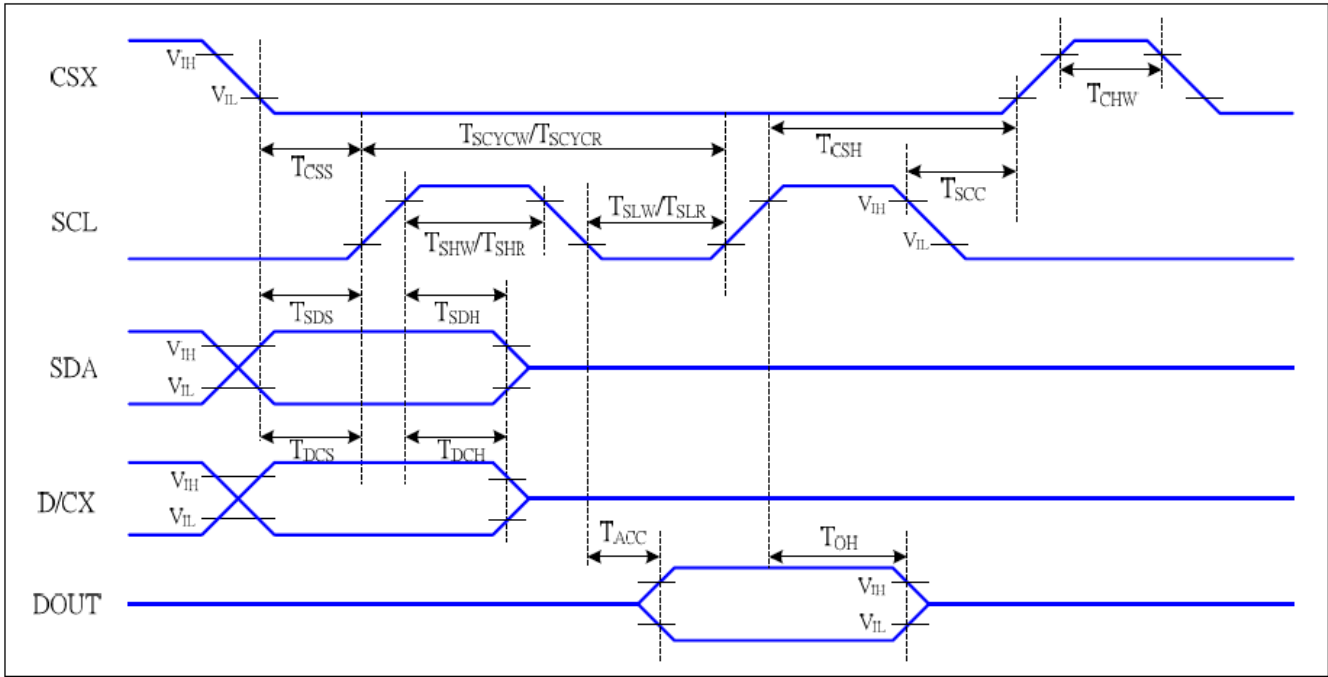 CSX
VIH
VIL
TCHW
TSCYCW/TSCYCR
TCSH
TCSS
TSCC
SCL
VIH
VIL
TSLW/TSLR
TSHW/TSHR
TSDS
TSDH
SDA
VIH
VIL
TDCS
TDCH
D/CX
VIH
VIL
TACC
TOH
DOUT
VIH
VIL